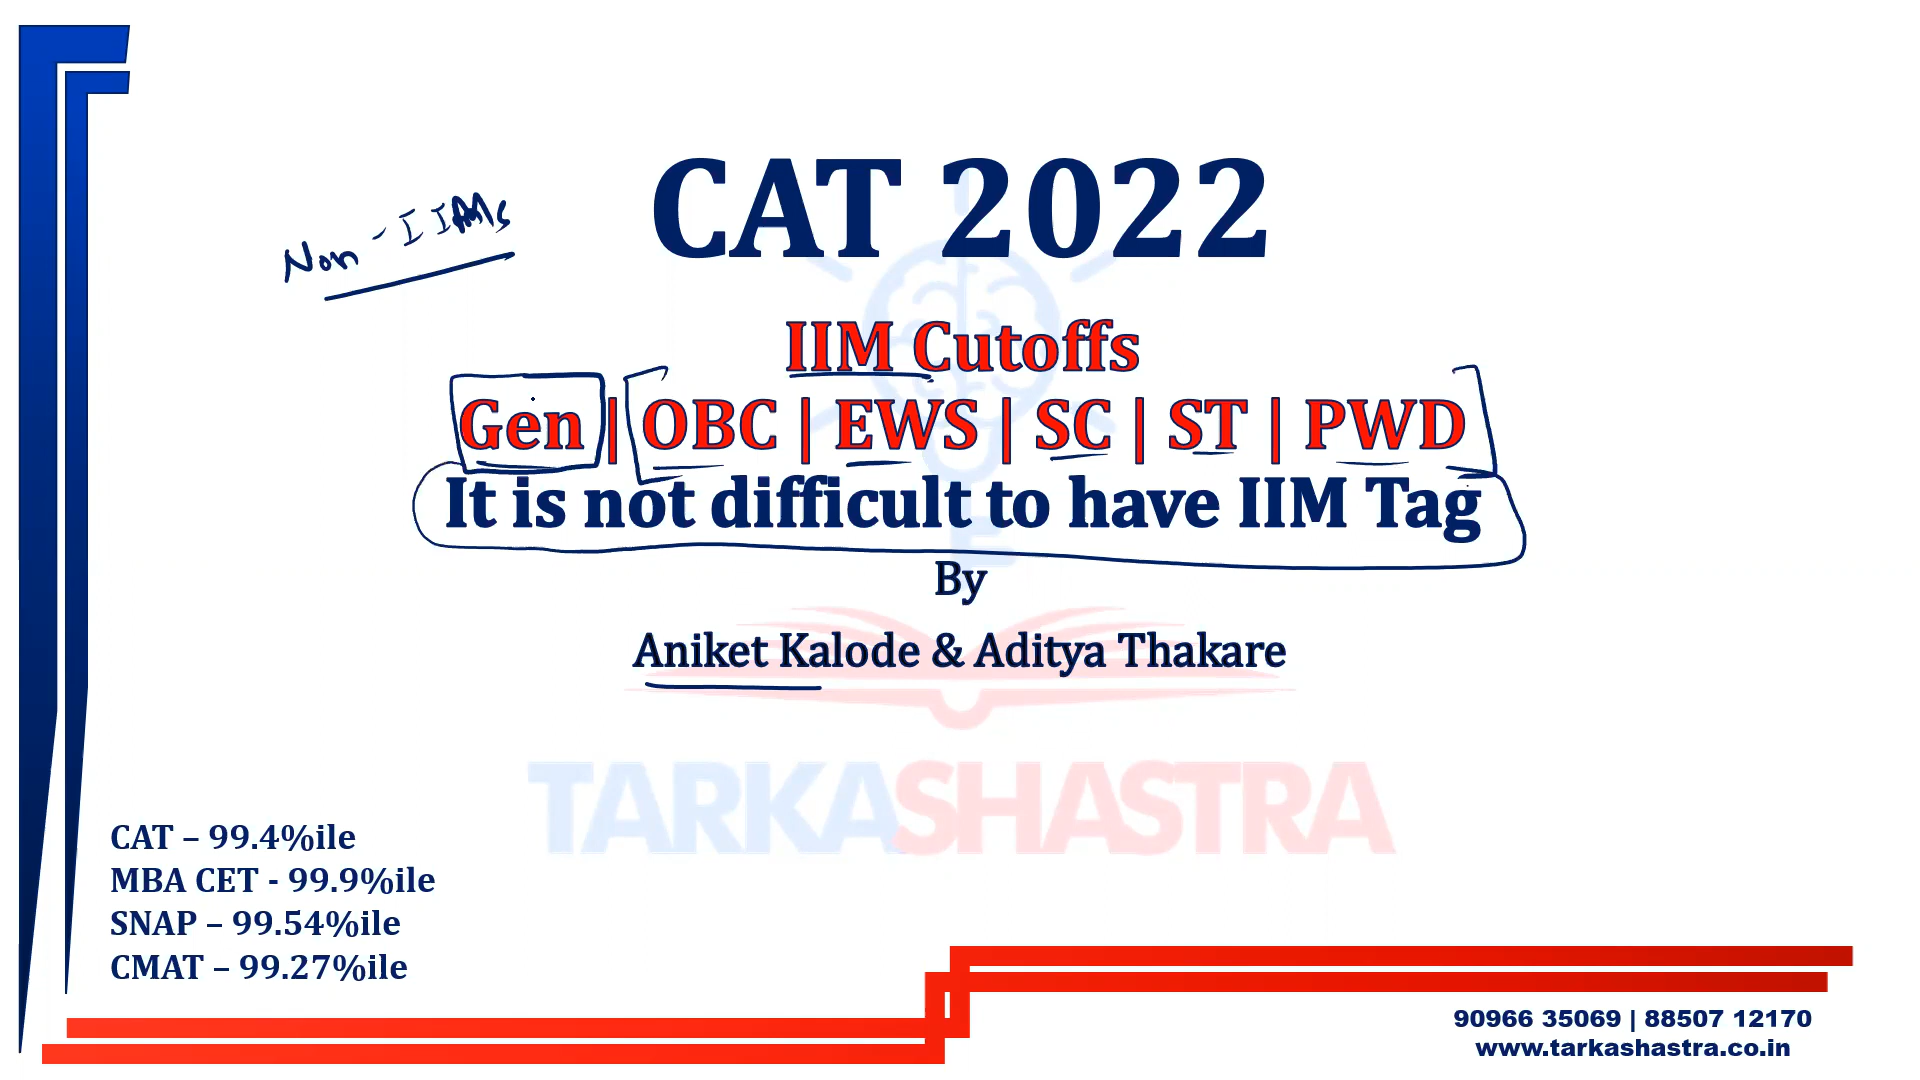 CAT 2022
Non - IIMs
IIM Cutoffs
Gen | OBC | EWS | SC | ST | PWD
It is not difficult to have IIM Tag
By
Aniket Kalode & Aditya Thakare
TARKASHASTRA
CAT – 99.4%ile
MBA CET - 99.9%ile
SNAP – 99.54%ile
CMAT – 99.27%ile
90966 35069 | 88507 12170
www.tarkashastra.co.in